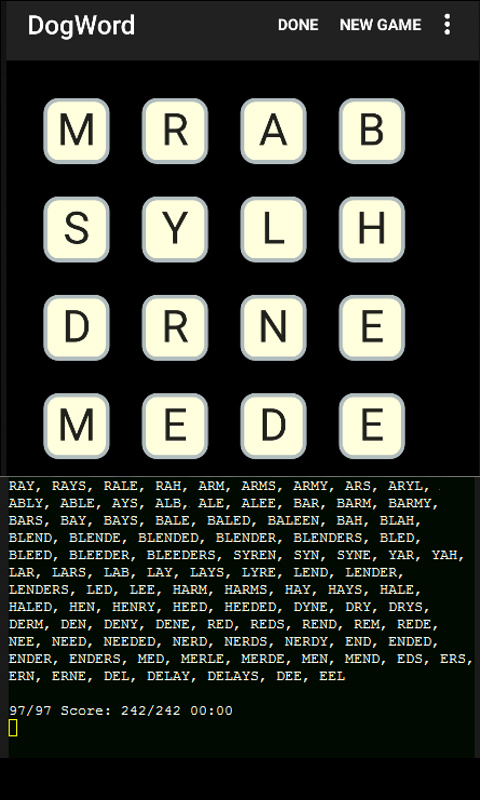 DogWord DONE NEW GAME
M R A B
S Y L H
D R N E
M E D E
RAY, RAYS, RALE, RAH, ARM, ARMS, ARMY, ARS, ARYL,
ABLY, ABLE, AYS, ALB, ALE, ALEE, BAR, BARM, BARMY,
BARS, BAY, BAYS, BALE, BALED, BALEEN, BAH, BLAH,
BLEND, BLENDE, BLENDED, BLENDER, BLENDERS, BLED,
BLEED, BLEEDER, BLEEDERS, SYREN, SYN, SYNE, YAR, YAH,
LAR, LARS, LAB, LAY, LAYS, LYRE, LEND, LENDER,
LENDERS, LED, LEE, HARM, HARMS, HAY, HAYS, HALE,
HALED, HEN, HENRY, HEED, HEEDED, DYNE, DRY, DRYS,
DERM, DEN, DENY, DENE, RED, REDS, REND, REM, REDE,
NEE, NEED, NEEDED, NERD, NERDS, NERDY, END, ENDED,
ENDER, ENDERS, MED, MERLE, MERDE, MEN, MEND, EDS, ERS,
ERN, ERNE, DEL, DELAY, DELAYS, DEE, EEL
97/97 Score: 242/242 00:00